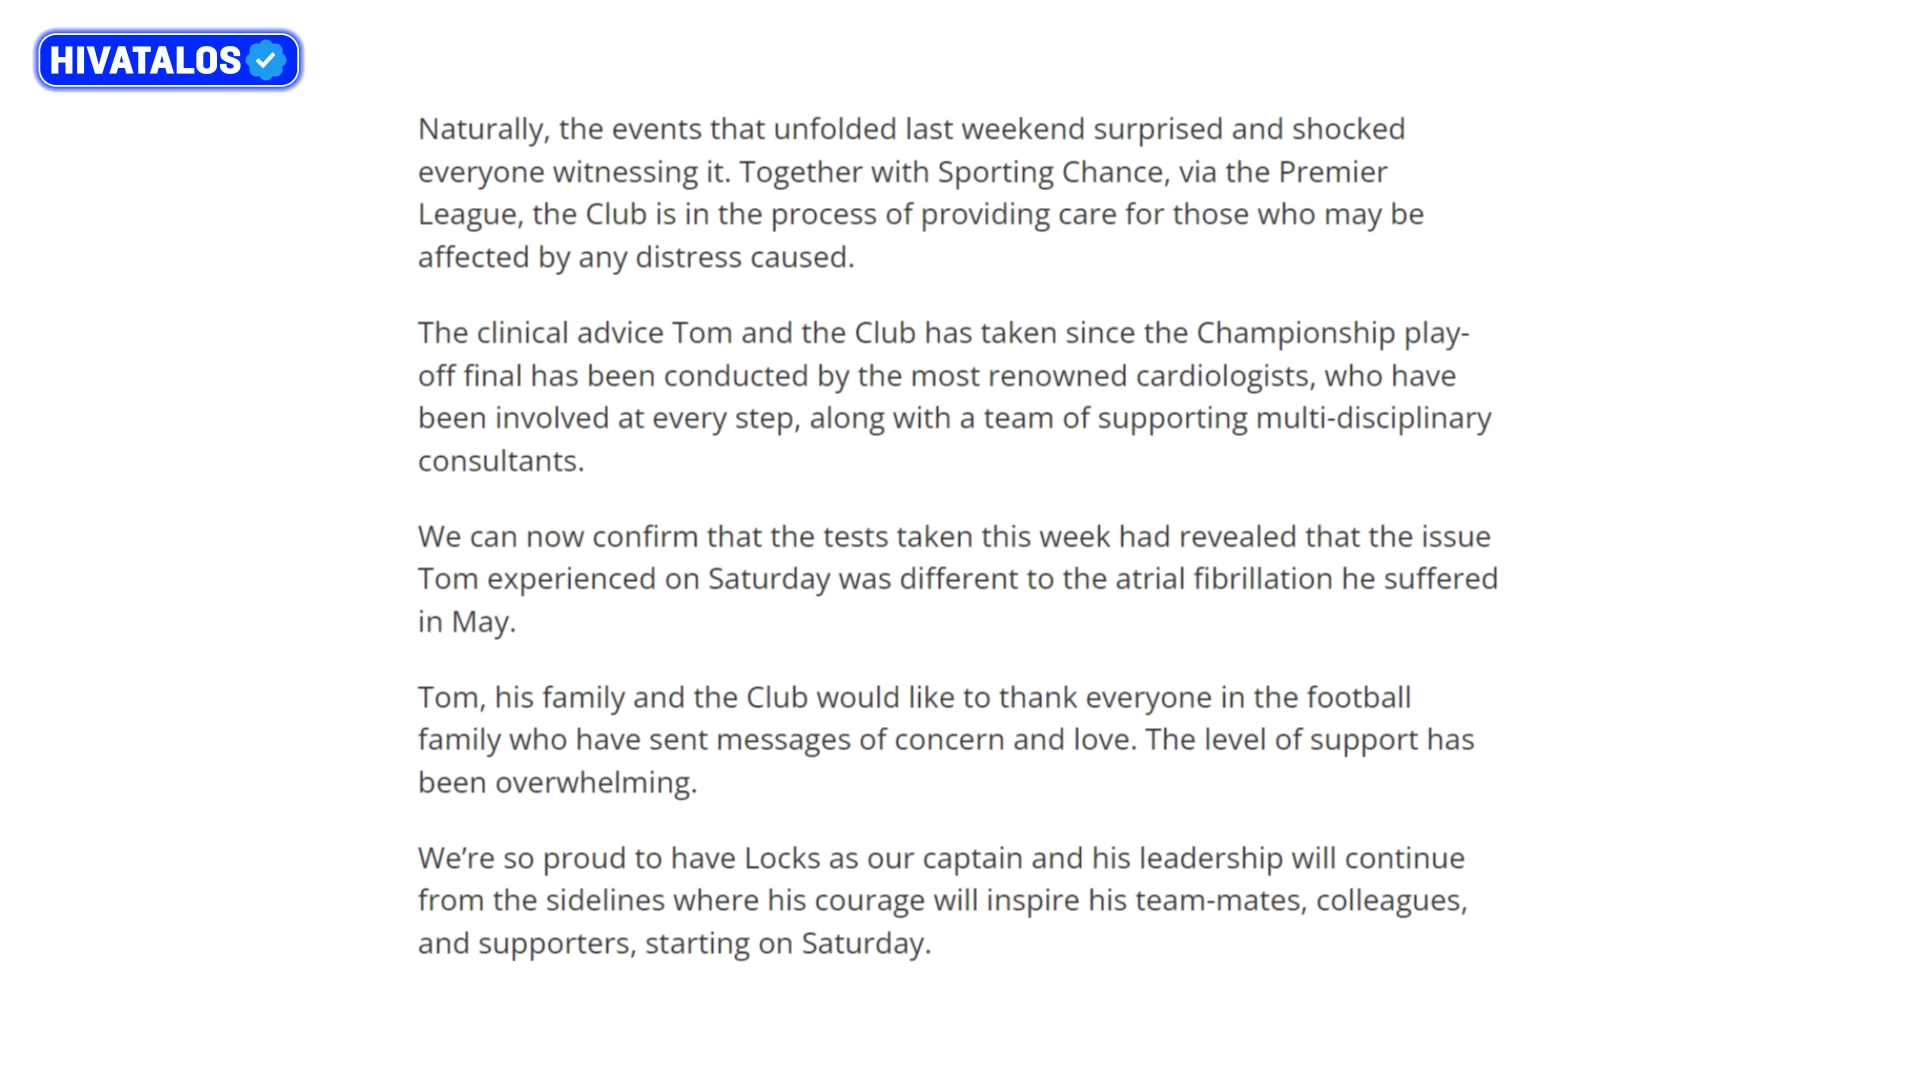 HIVATALOS
Naturally, the events that unfolded last weekend surprised and shocked
everyone witnessing it. Together with Sporting Chance, via the Premier
League, the Club is in the process of providing care for those who may be
affected by any distress caused.
The clinical advice Tom and the Club has taken since the Championship play-
off final has been conducted by the most renowned cardiologists, who have
been involved at every step, along with a team of supporting multi-disciplinary
consultants.
We can now confirm that the tests taken this week had revealed that the issue
Tom experienced on Saturday was different to the atrial fibrillation he suffered
in May.
Tom, his family and the Club would like to thank everyone in the football
family who have sent messages of concern and love. The level of support has
been overwhelming.
We’re so proud to have Locks as our captain and his leadership will continue
from the sidelines where his courage will inspire his team-mates, colleagues,
and supporters, starting on Saturday.